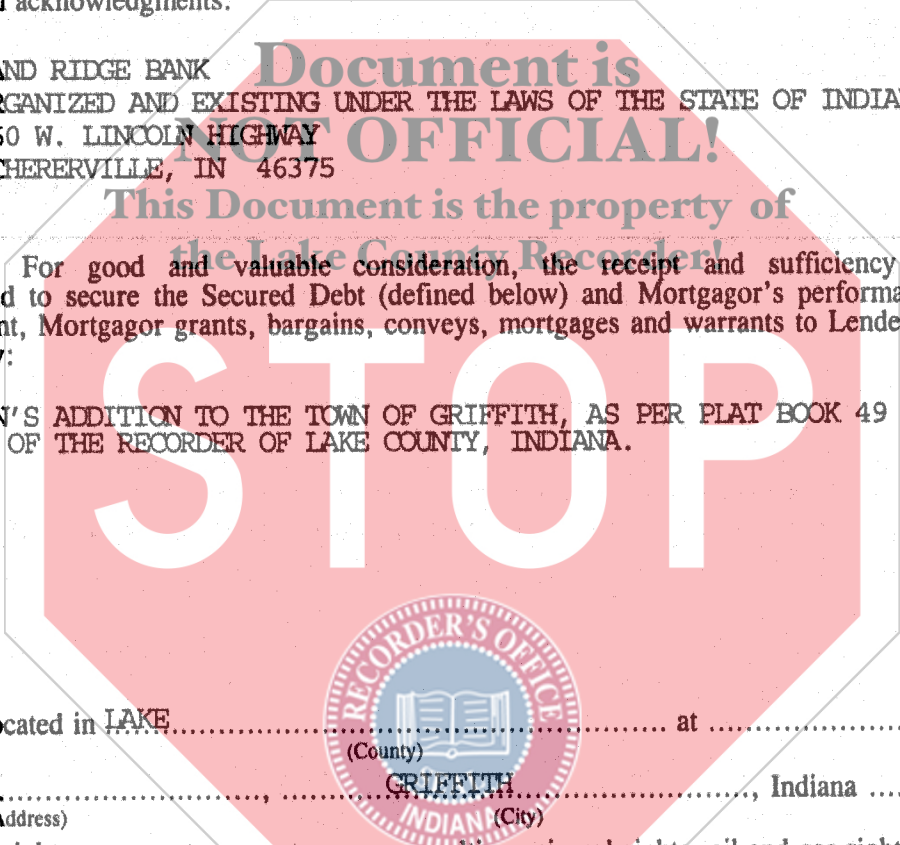 acknowledgments.
Document is
AND RIDGE BANK
RGANIZED AND EXISTING UNDER THE LAWS OF THE STATE OF INDIA
50 W. LINCOLN HIGHWAY
NOT OFFICIAL!
CHERERVILLE, IN 46375
This Document is the property of
the Lake County Recorder!
For good and valuable consideration, the receipt and sufficiency
d to secure the Secured Debt (defined below) and Mortgagor's performa
nt, Mortgagor grants, bargains, conveys, mortgages and warrants to Lende
y:
STOP
N'S ADDITION TO THE TOWN OF GRIFFITH, AS PER PLAT BOOK 49
OF THE RECORDER OF LAKE COUNTY, INDIANA.
RECORDER'S OFFICE
ocated in LAKE at
(County)
GRIFFITH, Indiana
Address) (City)
INDIANA